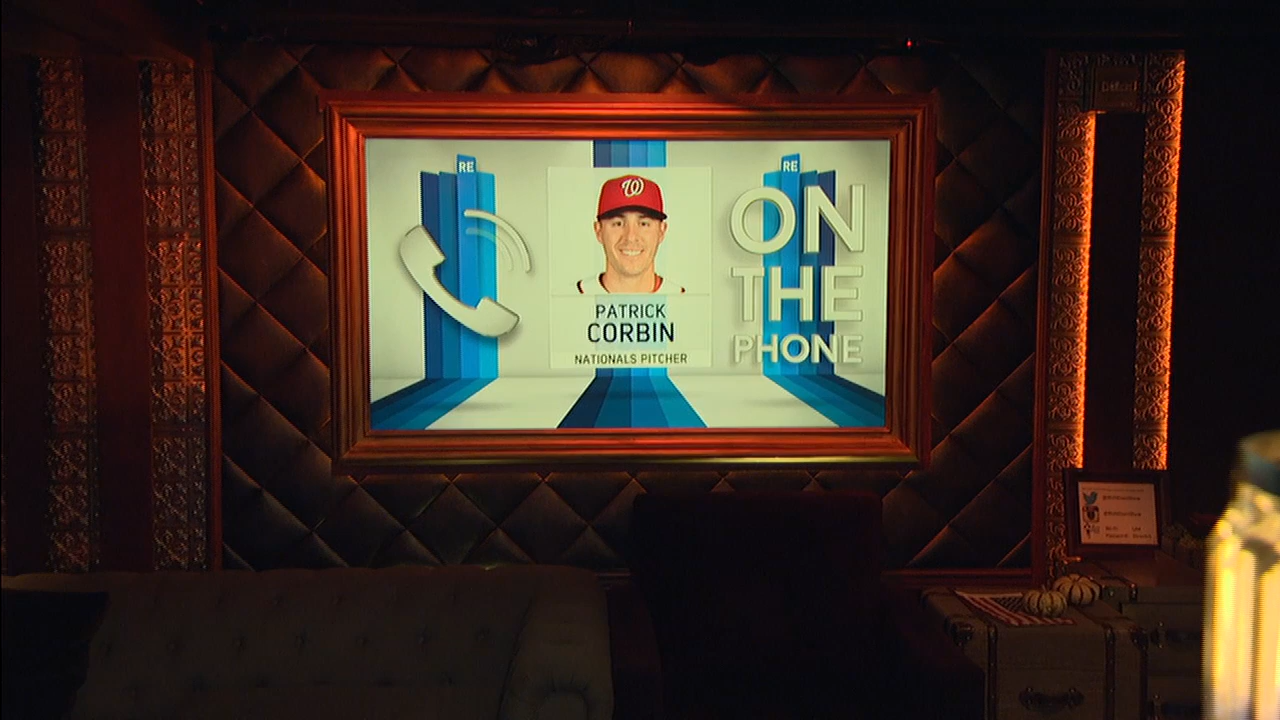 RE
RE
W
PATRICK
CORBIN
NATIONALS PITCHER
ON
THE
PHONE